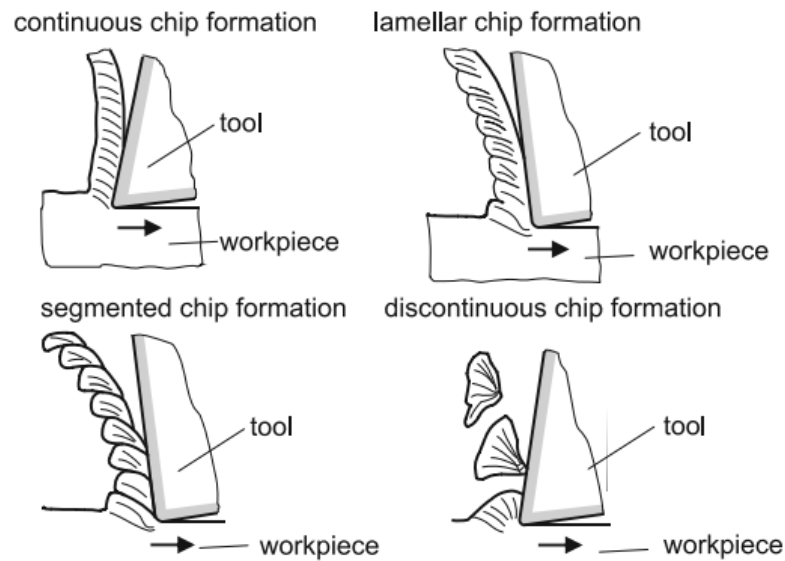 continuous chip formation
tool
workpiece
lamellar chip formation
tool
workpiece
segmented chip formation
tool
workpiece
discontinuous chip formation
tool
workpiece